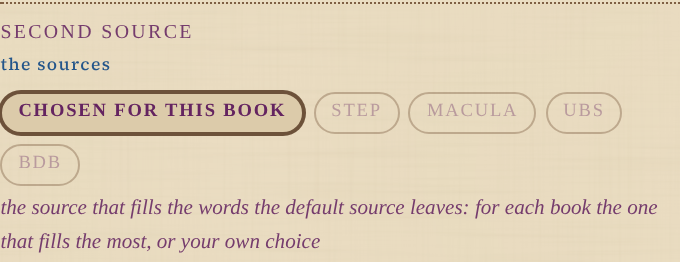 SECOND SOURCE
the sources
CHOSEN FOR THIS BOOK STEP MACULA UBS
BDB
the source that fills the words the default source leaves: for each book the one
that fills the most, or your own choice